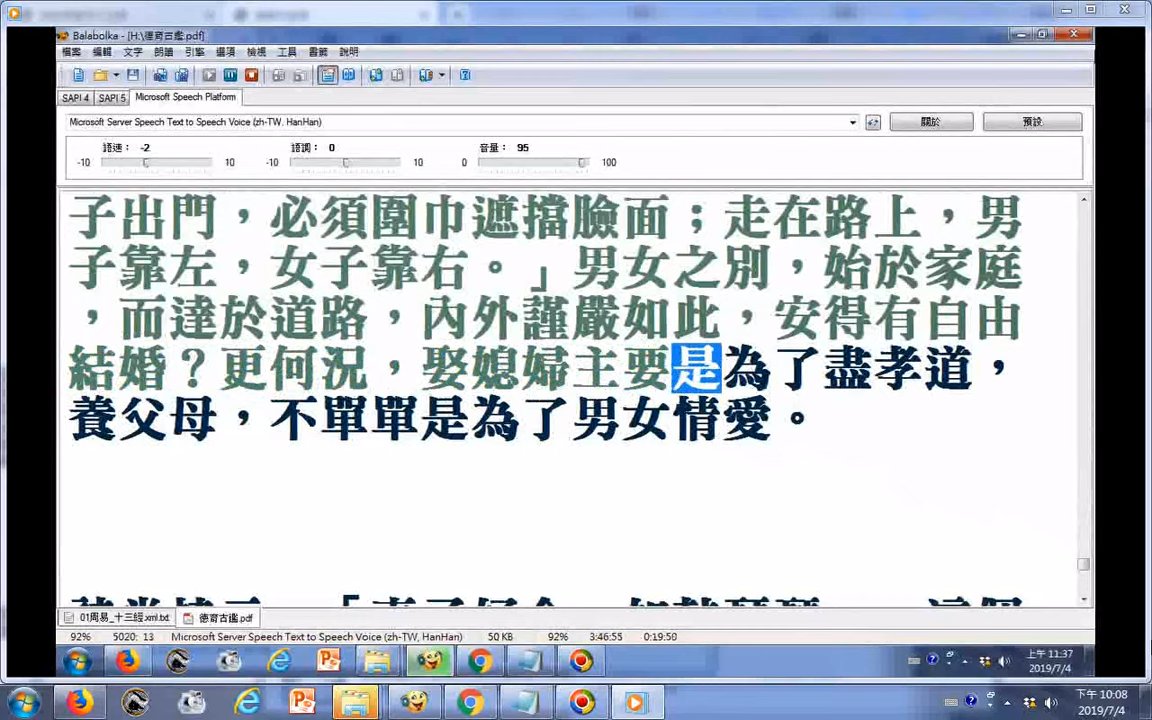 Balabolka - [H:\德育古鑑.pdf]
檔案 編輯 文字 朗讀 引擎 選項 檢視 工具 書籤 說明
SAPI 4 SAPI 5 Microsoft Speech Platform
Microsoft Server Speech Text to Speech Voice (zh-TW, HanHan) 關於 預設
語速： -2 語調： 0 音量： 95
-10 10 -10 10 0 100
子出門，必須圍巾遮擋臉面；走在路上，男
子靠左，女子靠右。」男女之別，始於家庭
，而達於道路，內外謹嚴如此，安得有自由
結婚？更何況，娶媳婦主要是為了盡孝道，
養父母，不單單是為了男女情愛。
01周易_十三經.xml.txt 德育古鑑.pdf
92% 5020: 13 Microsoft Server Speech Text to Speech Voice (zh-TW, HanHan) 50 KB 92% 3:46:55 0:19:50
上午 11:37
2019/7/4
下午 10:08
2019/7/4